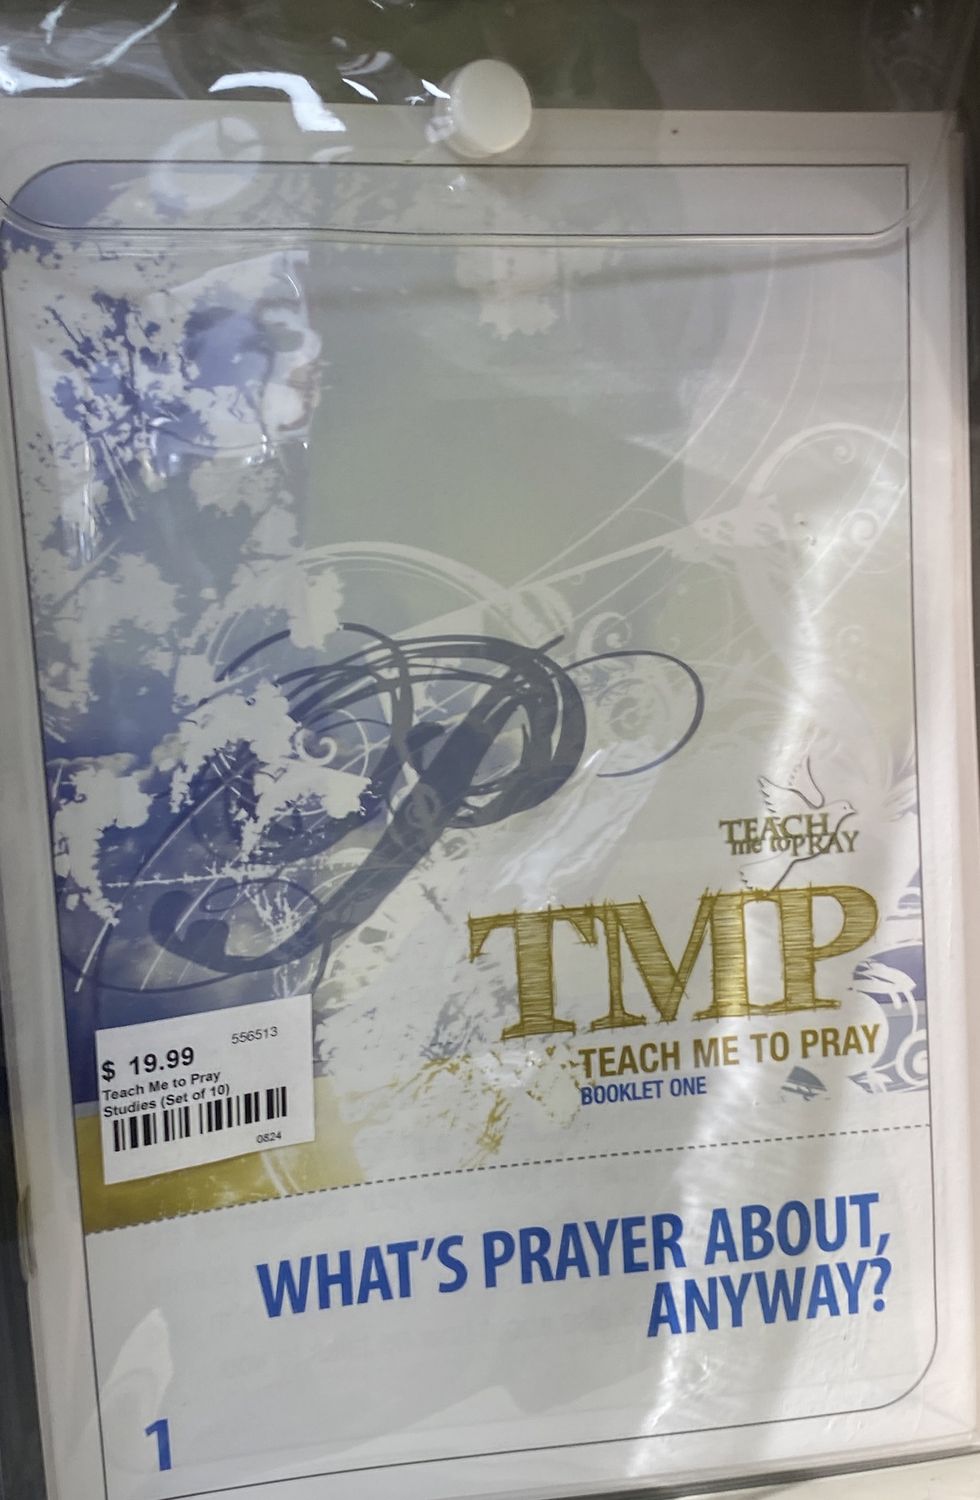 TEACH
me to PRAY
TMP
TEACH ME TO PRAY
BOOKLET ONE
556513
$ 19.99
Teach Me to Pray
Studies (Set of 10)
0824
WHAT'S PRAYER ABOUT,
ANYWAY?
1